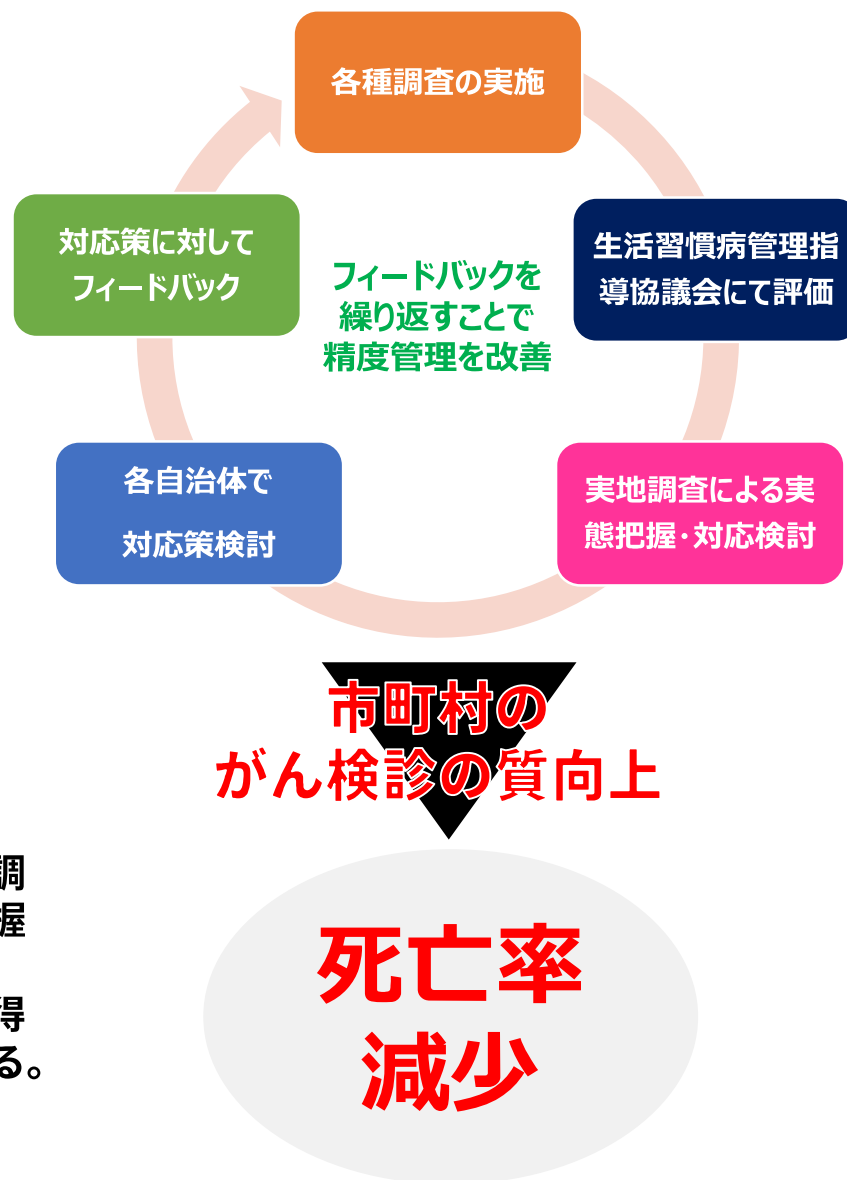 各種調査の実施
生活習慣病管理指
導協議会にて評価
実地調査による実
態把握・対応検討
各自治体で
対応策検討
対応策に対して
フィードバック
フィードバックを
繰り返すことで
精度管理を改善
市町村の
がん検診の質向上
調
握
得
る。
死亡率
減少